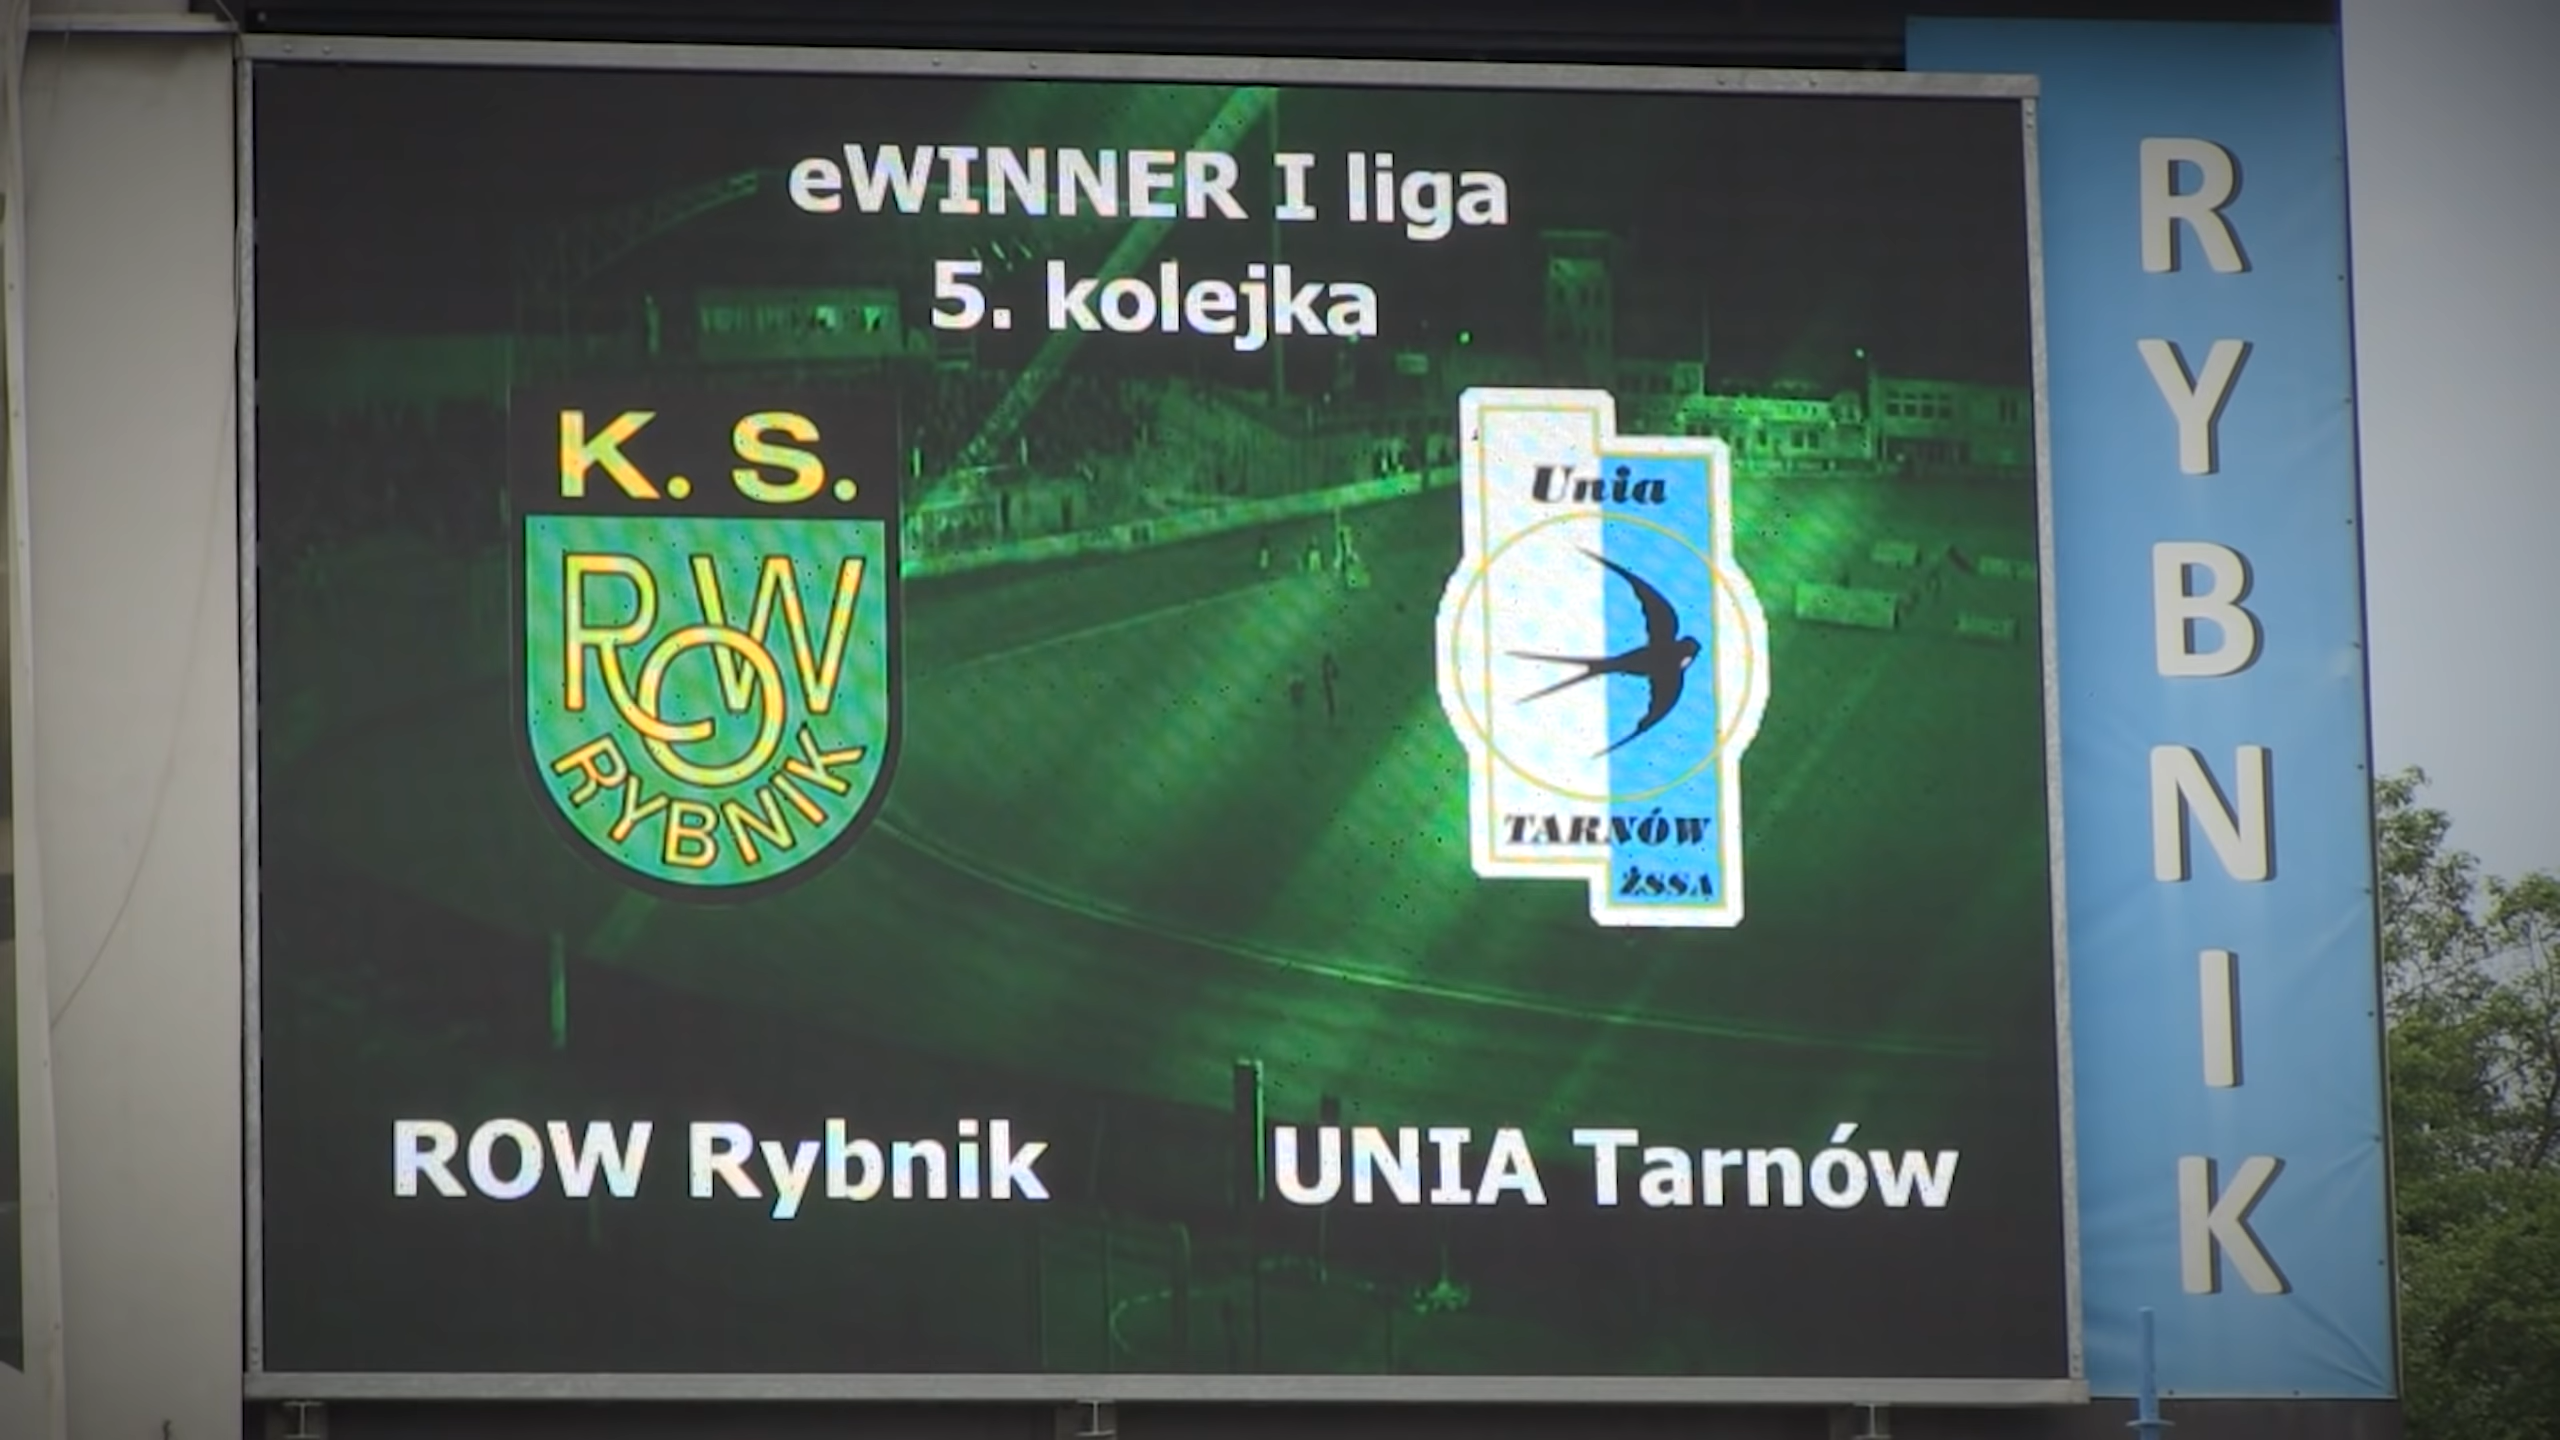 eWINNER I liga
5. kolejka
K. S.
ROW
RYBNIK
Unia
TARNÓW
ŻSSA
ROW Rybnik
UNIA Tarnów
RYBNIK